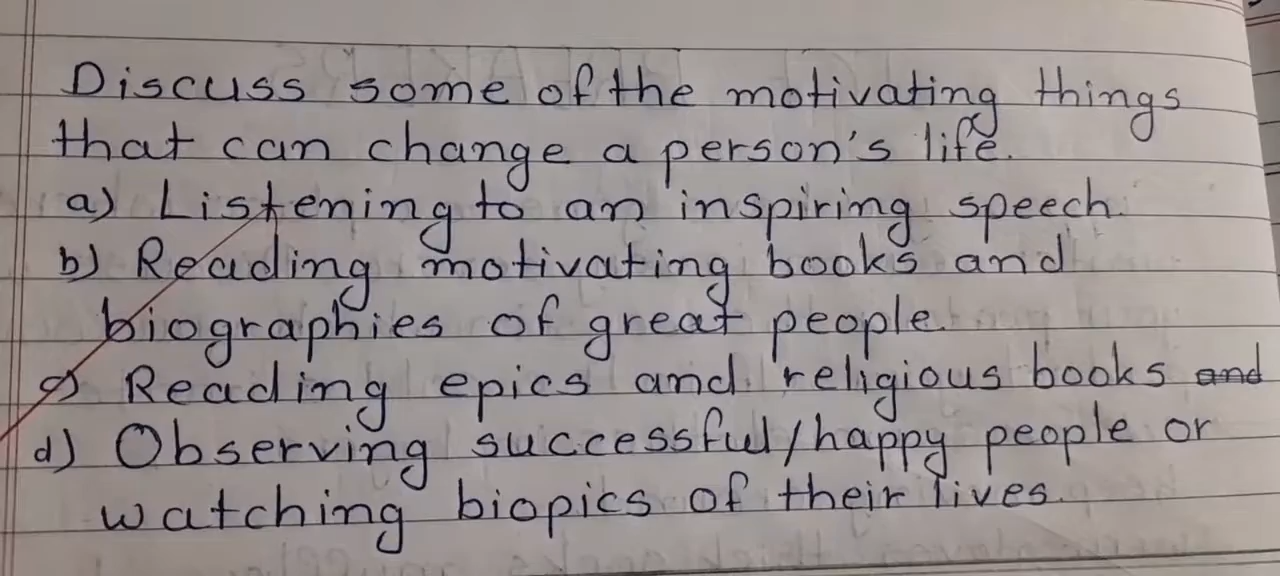 Discuss some of the motivating things
that can change a person's life.
a) Listening to an inspiring speech.
b) Reading motivating books and
biographies of great people.
c) Reading epics and religious books and
d) Observing successful/happy people or
watching biopics of their lives.